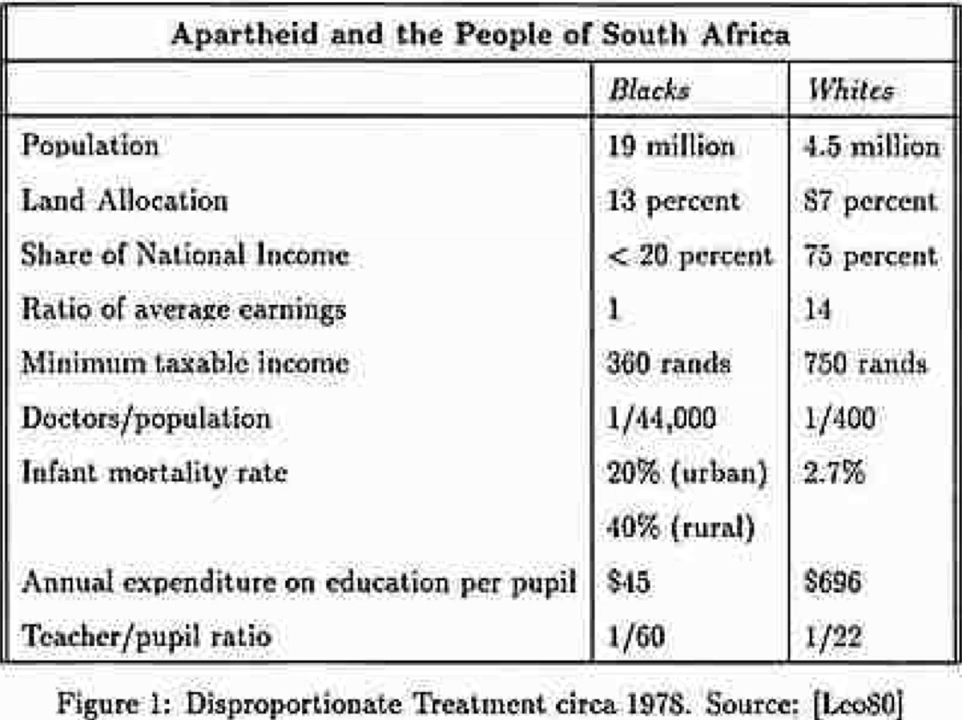 Apartheid and the People of South Africa
Blacks Whites
Population 19 million 4.5 million
Land Allocation 13 percent 87 percent
Share of National Income < 20 percent 75 percent
Ratio of average earnings 1 14
Minimum taxable income 360 rands 750 rands
Doctors/population 1/44,000 1/400
Infant mortality rate 20% (urban) 2.7%
40% (rural)
Annual expenditure on education per pupil $45 $696
Teacher/pupil ratio 1/60 1/22
Figure 1: Disproportionate Treatment circa 1978. Source: [Leo80]